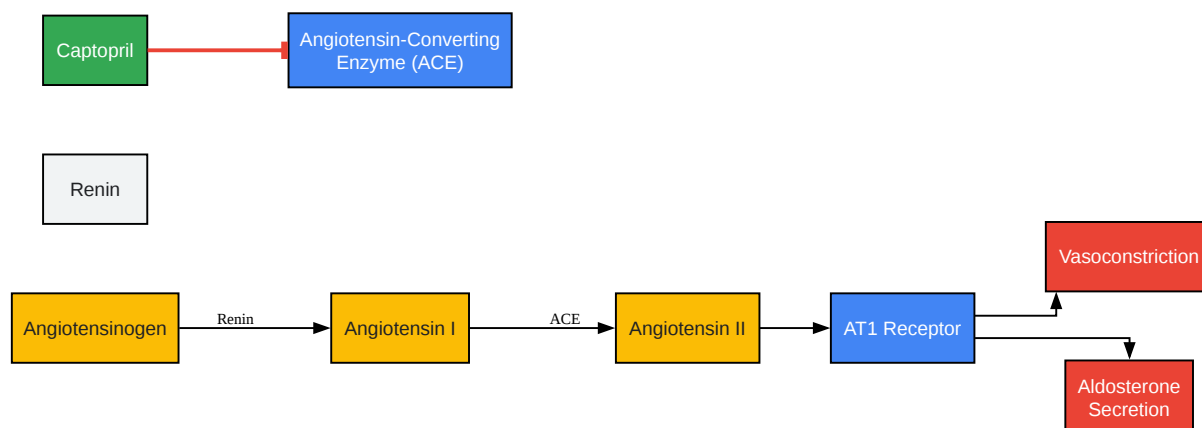 Captopril
Angiotensin-Converting
Enzyme (ACE)
Renin
Vasoconstriction
Angiotensinogen
Renin
Angiotensin I
ACE
Angiotensin II
AT1 Receptor
Aldosterone
Secretion